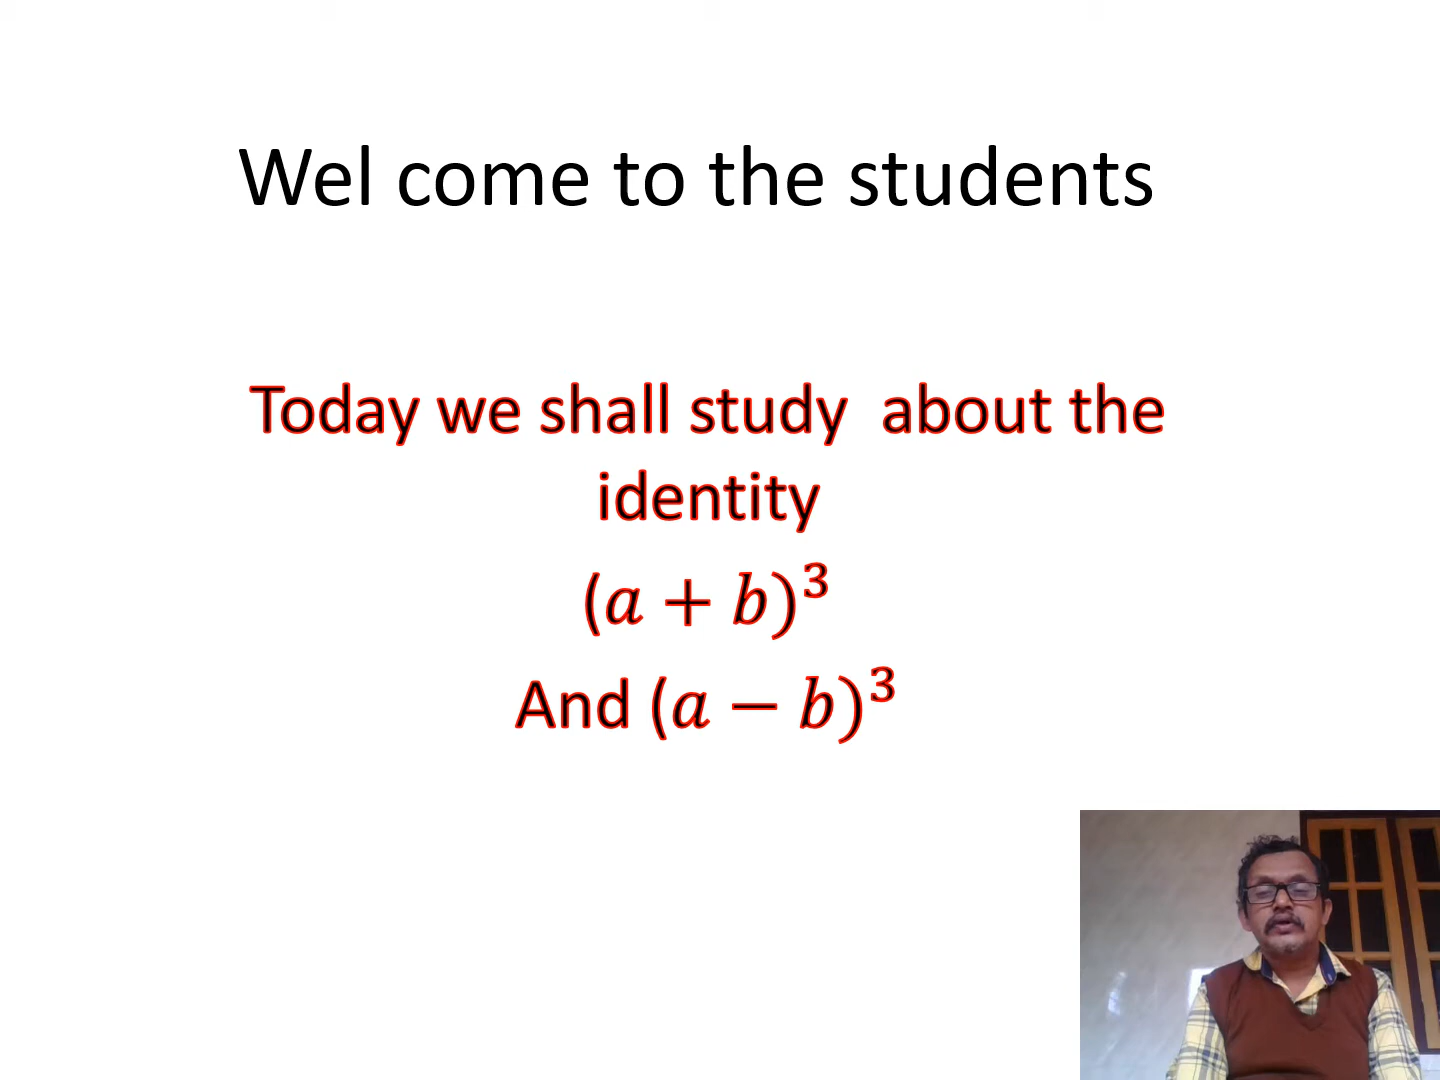 Wel come to the students
Today we shall study  about the
identity
(𝑎 + 𝑏)³
And (𝑎 − 𝑏)³